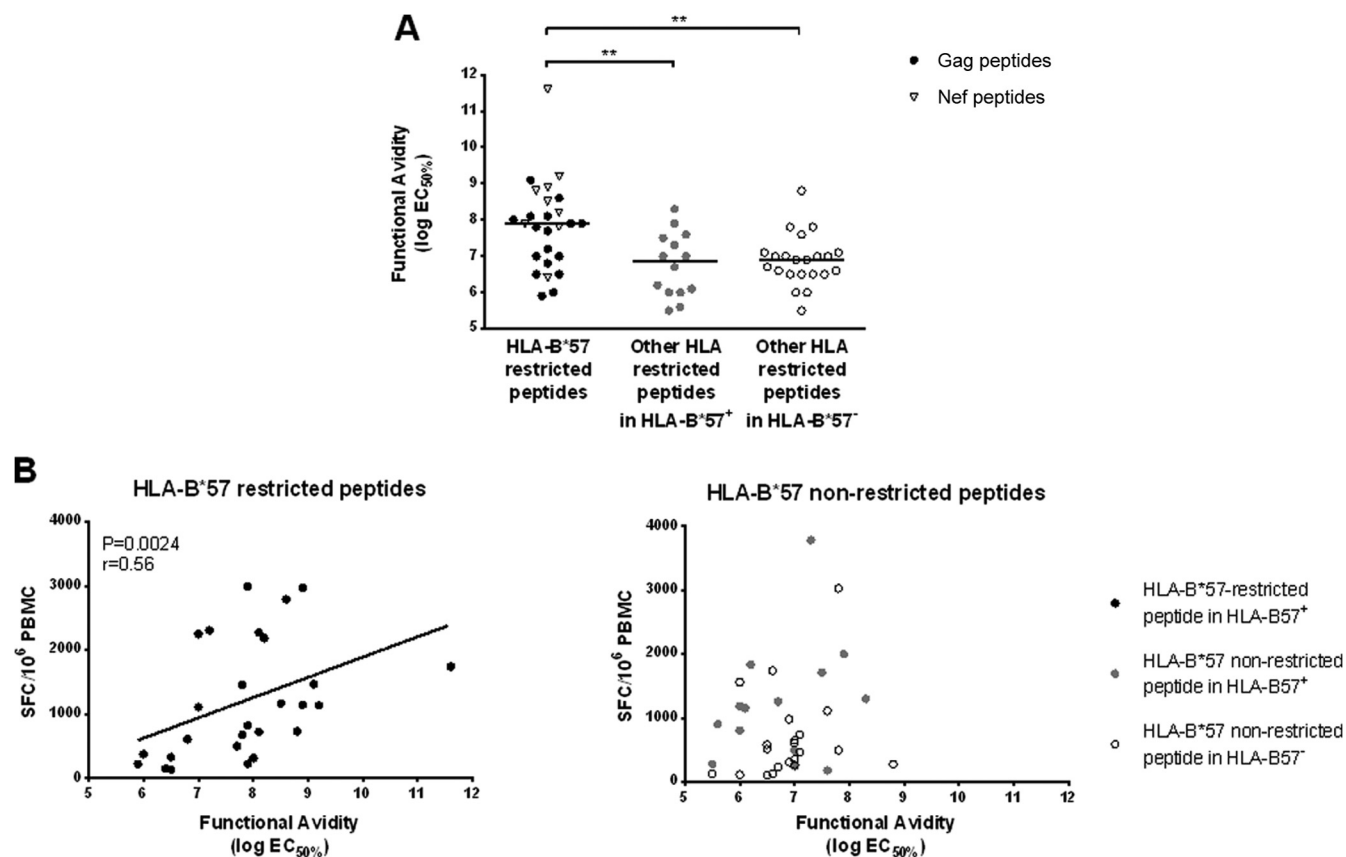 A
**
**
Gag peptides
Nef peptides
12
11
10
9
8
7
6
5
Functional Avidity
(log EC50%)
HLA-B*57
restricted
peptides
Other HLA
restricted
peptides
in HLA-B*57+
Other HLA
restricted
peptides
in HLA-B*57-
B
HLA-B*57 restricted peptides
P=0.0024
r=0.56
4000
3000
2000
1000
0
SFC/10^6 PBMC
5 6 7 8 9 10 11 12
Functional Avidity
(log EC50%)
HLA-B*57 non-restricted peptides
4000
3000
2000
1000
0
SFC/10^6 PBMC
5 6 7 8 9 10 11 12
Functional Avidity
(log EC50%)
HLA-B*57-restricted
peptide in HLA-B57+
HLA-B*57 non-restricted
peptide in HLA-B57+
HLA-B*57 non-restricted
peptide in HLA-B57-